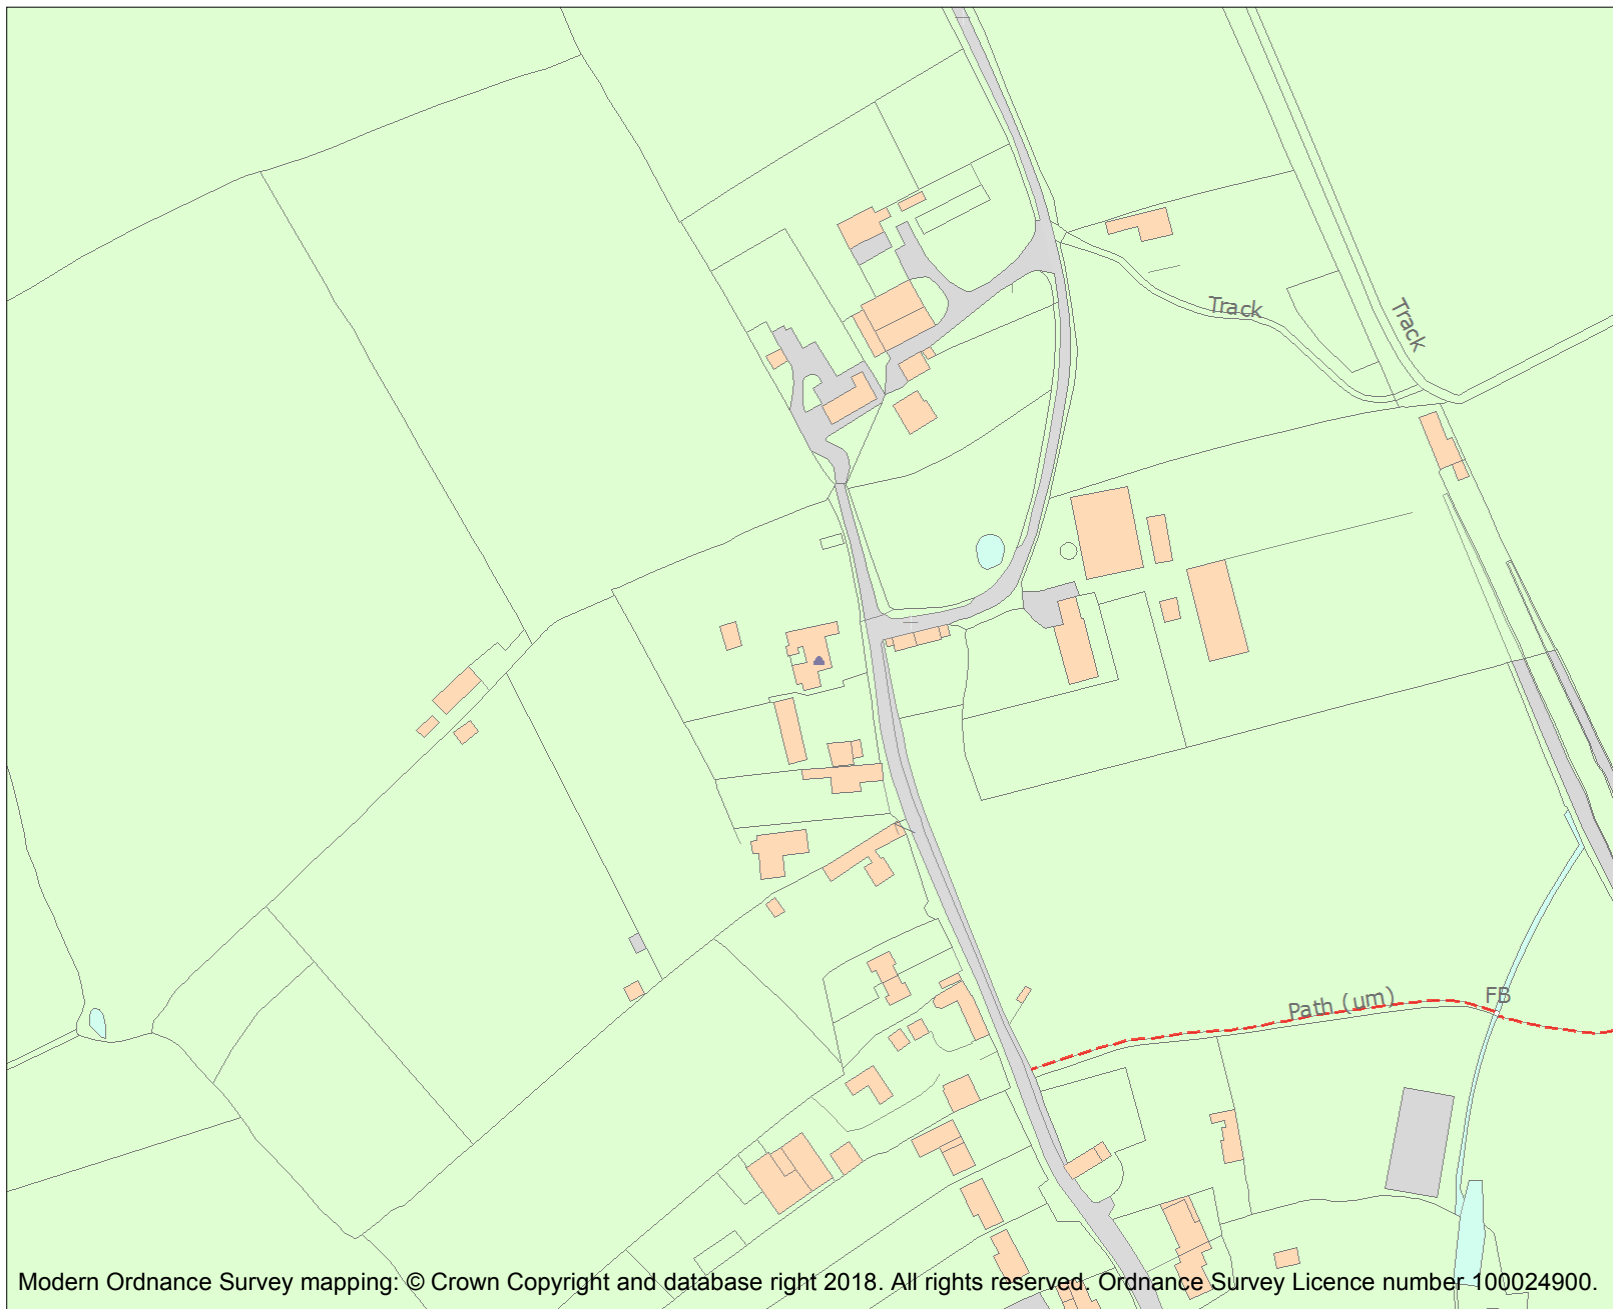 Track
Track
Path (um)
FB
Modern Ordnance Survey mapping: © Crown Copyright and database right 2018. All rights reserved. Ordnance Survey Licence number 100024900.